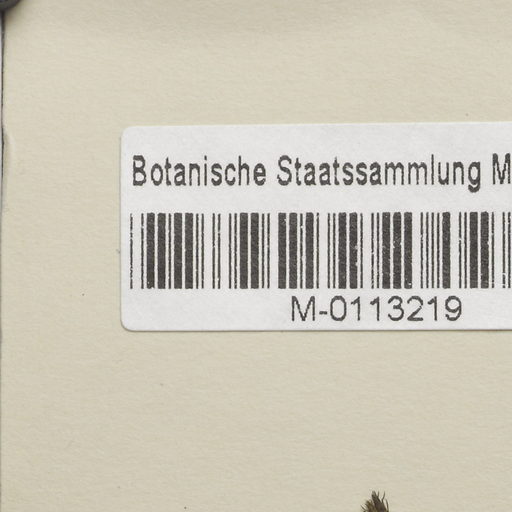 Botanische Staatssammlung M
M-0113219